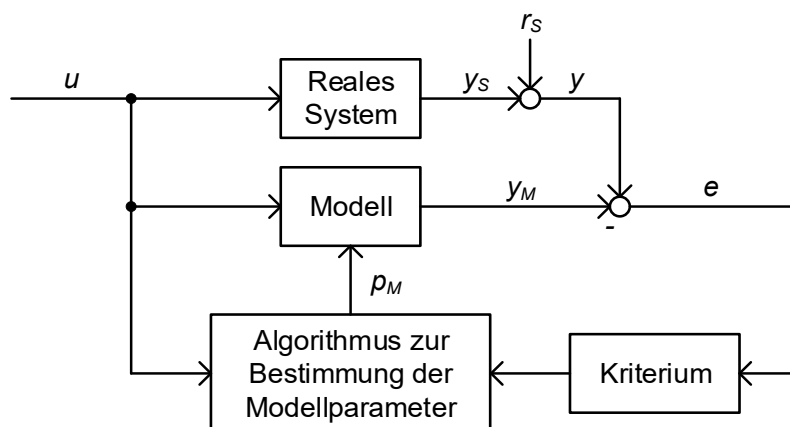 r_S
u
Reales
System
y_S
y
Modell
y_M
e
-
p_M
Algorithmus zur
Bestimmung der
Modellparameter
Kriterium